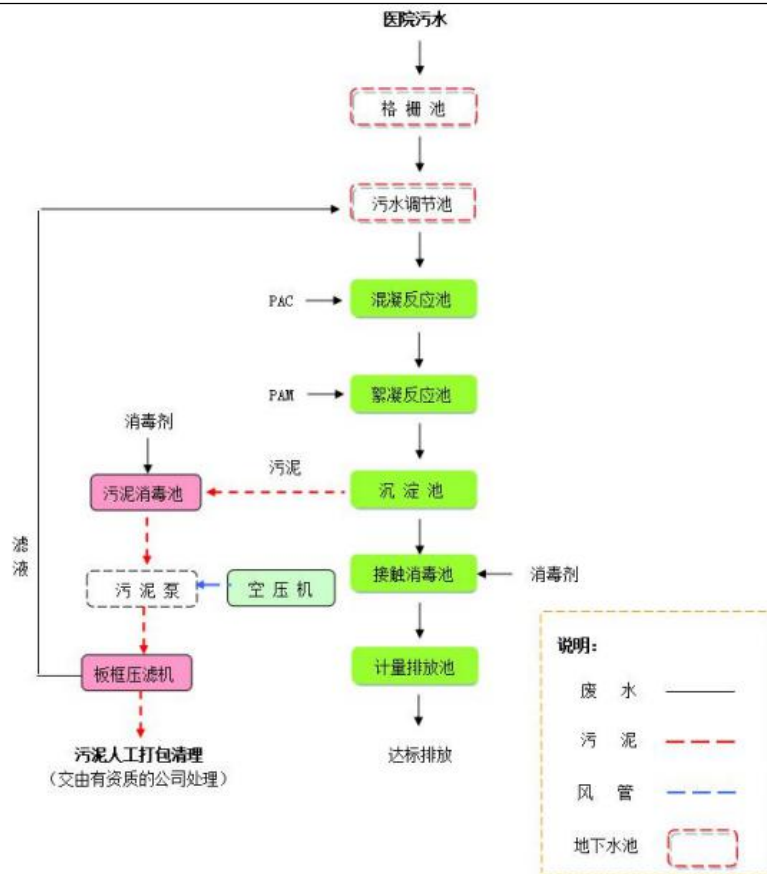 医院污水
格 栅 池
污水调节池
PAC
混凝反应池
PAM
絮凝反应池
消毒剂
污泥
污泥消毒池
沉 淀 池
滤液
污 泥 泵
空 压 机
接触消毒池
消毒剂
板框压滤机
计量排放池
污泥人工打包清理
(交由有资质的公司处理)
达标排放
说明:
废 水
污 泥
风 管
地下水池